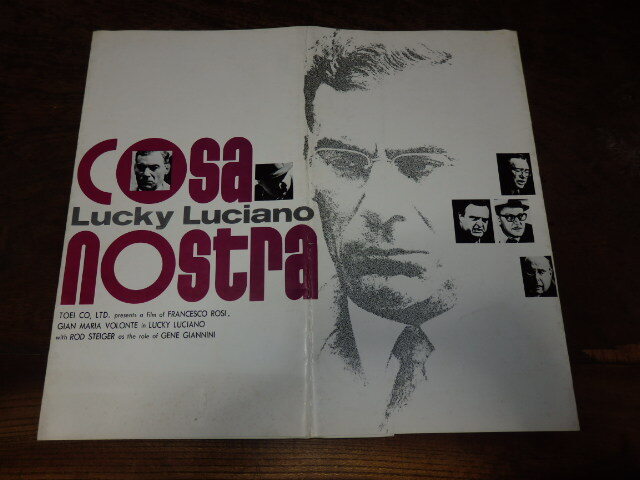 cosa
Lucky Luciano
nostra
TOEI CO., LTD. presents a film of FRANCESCO ROSI.
GIAN MARIA VOLONTE in LUCKY LUCIANO
with ROD STEIGER as the role of GENE GIANNINI